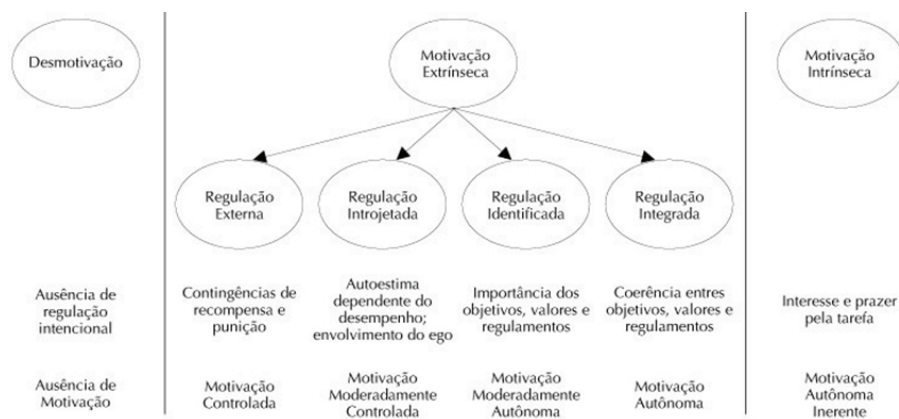 Desmotivação
Motivação
Extrínseca
Motivação
Intrínseca
Regulação
Externa
Regulação
Introjetada
Regulação
Identificada
Regulação
Integrada
Ausência de
regulação
intencional
Contingências de
recompensa e
punição
Autoestima
dependente do
desempenho;
envolvimento do ego
Importância dos
objetivos, valores e
regulamentos
Coerência entres
objetivos, valores e
regulamentos
Interesse e prazer
pela tarefa
Ausência de
Motivação
Motivação
Controlada
Motivação
Moderadamente
Controlada
Motivação
Moderadamente
Autônoma
Motivação
Autônoma
Motivação
Autônoma
Inerente